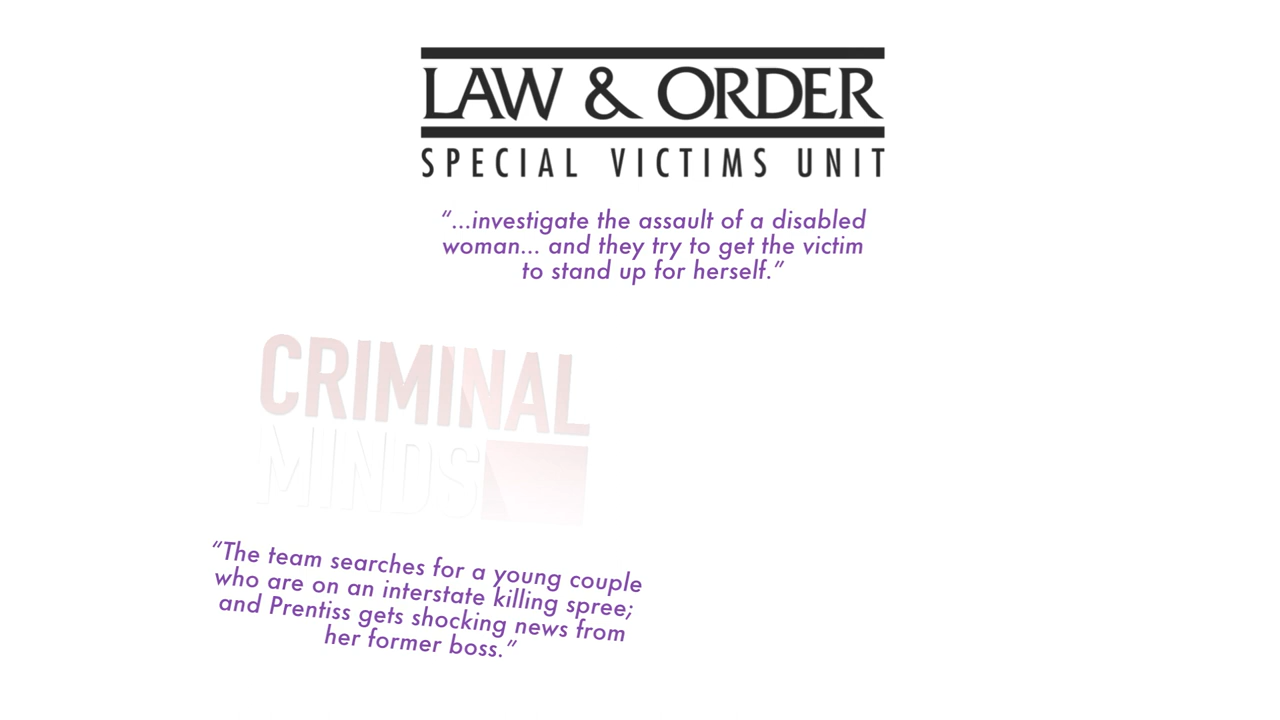 LAW & ORDER
SPECIAL VICTIMS UNIT
“...investigate the assault of a disabled
woman... and they try to get the victim
to stand up for herself.”
CRIMINAL
MINDS
“The team searches for a young couple
who are on an interstate killing spree;
and Prentiss gets shocking news from
her former boss.”